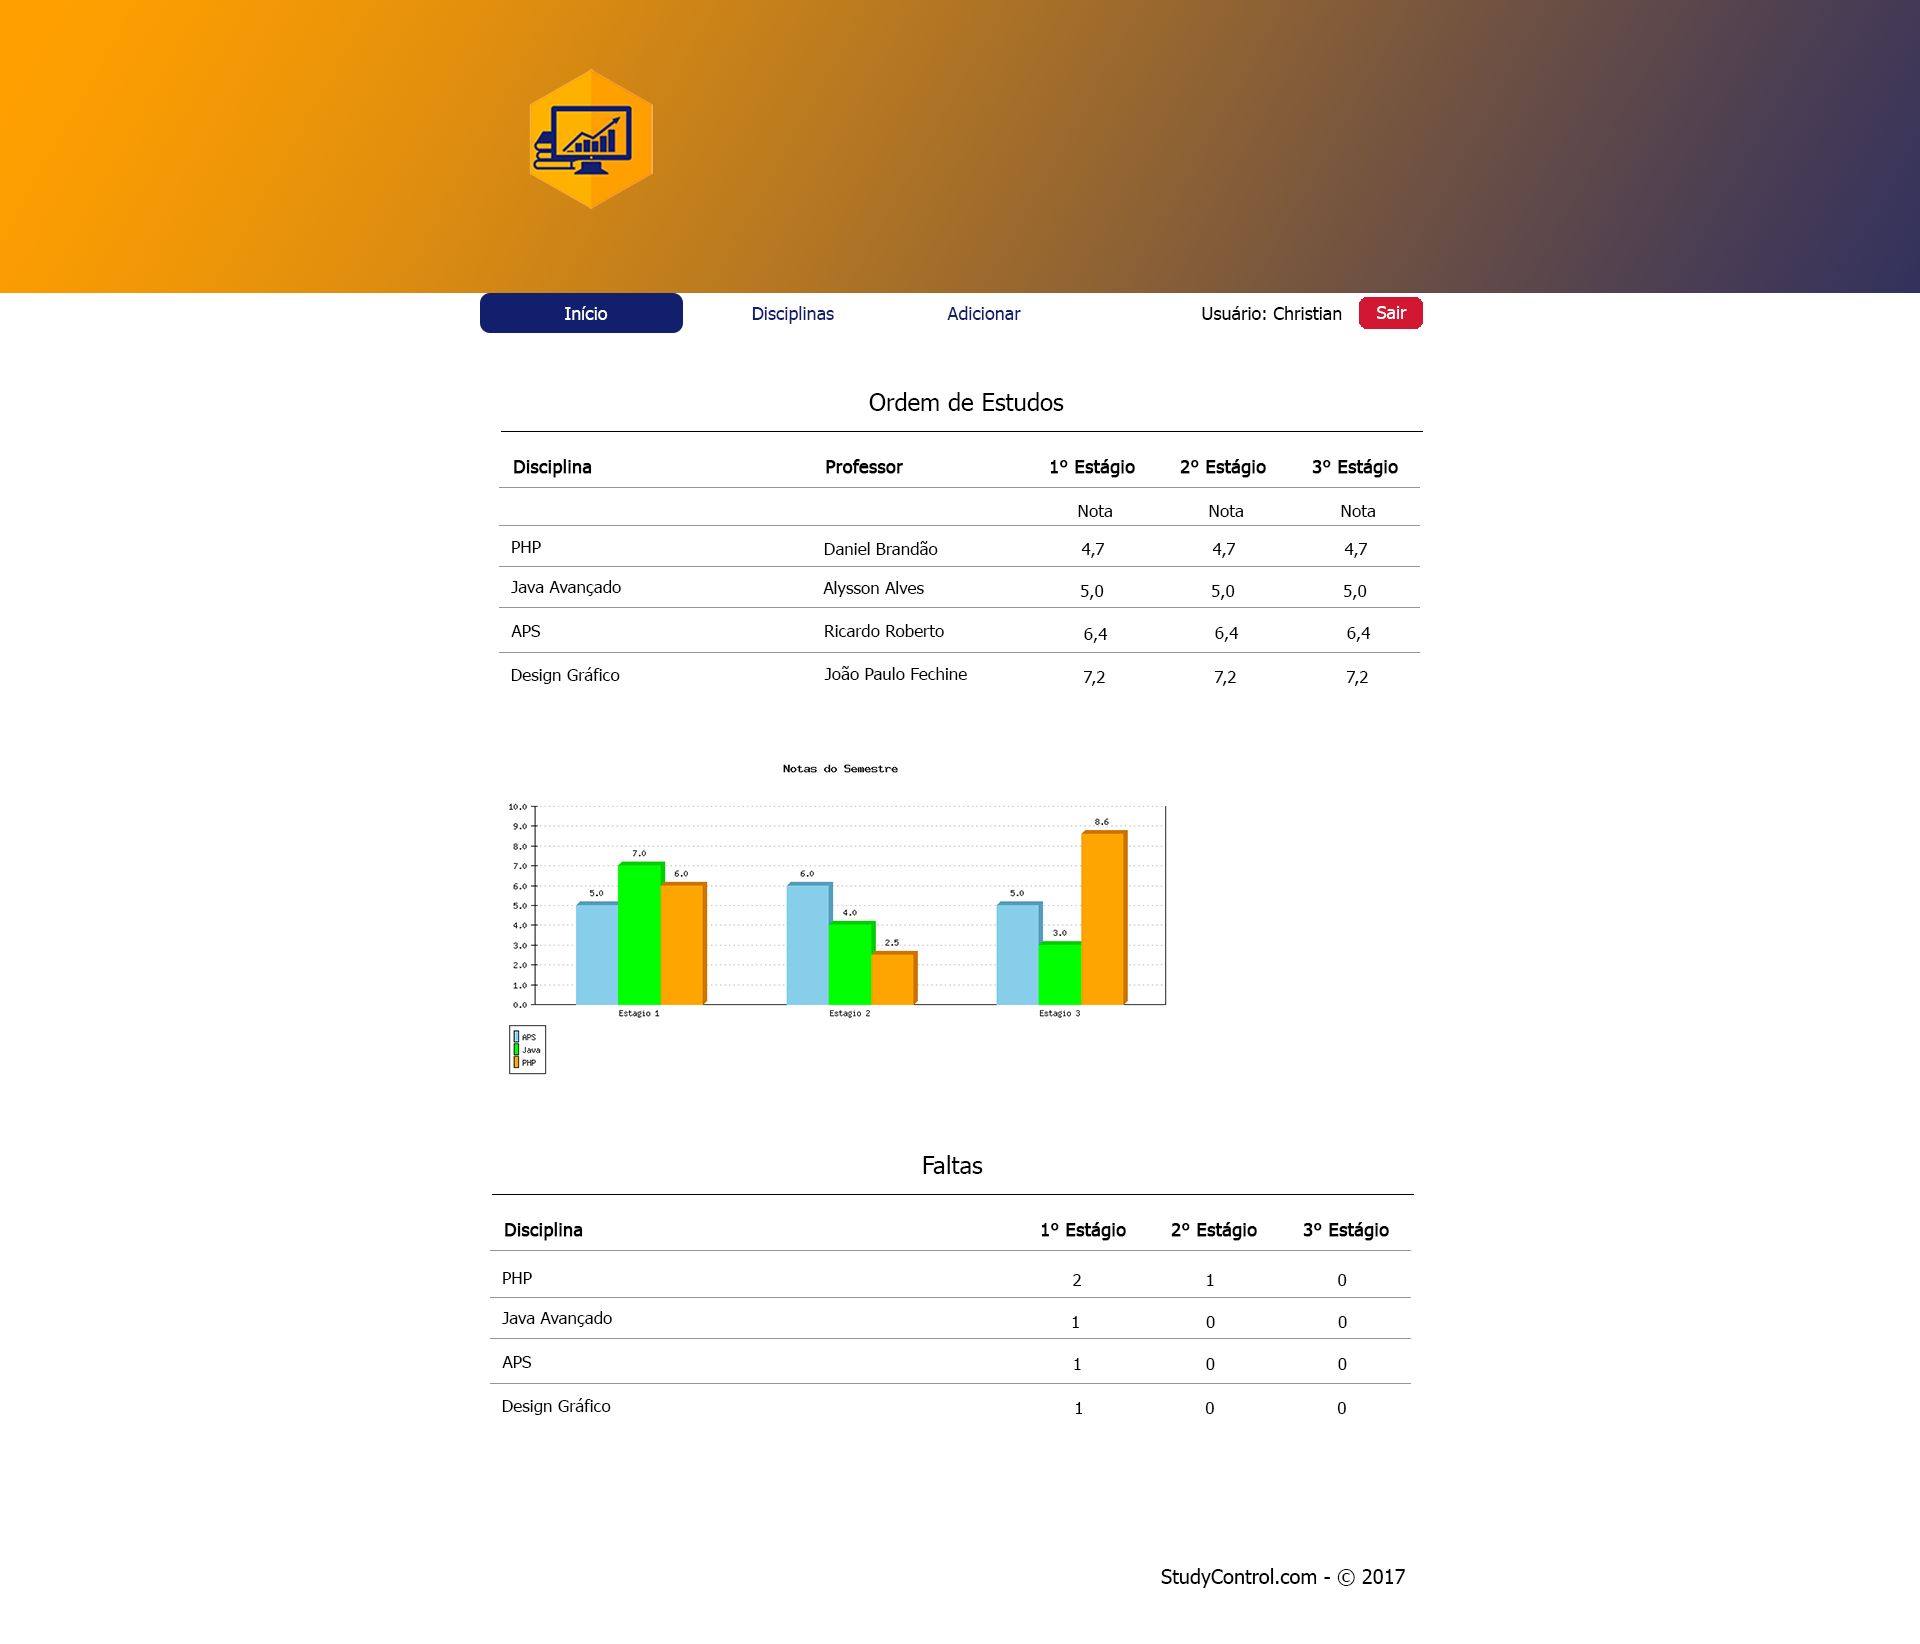 Início Disciplinas Adicionar Usuário: Christian Sair
Ordem de Estudos
Disciplina Professor 1º Estágio 2º Estágio 3º Estágio
Nota Nota Nota
PHP Daniel Brandão 4,7 4,7 4,7
Java Avançado Alysson Alves 5,0 5,0 5,0
APS Ricardo Roberto 6,4 6,4 6,4
Design Gráfico João Paulo Fechine 7,2 7,2 7,2
Notas do Semestre
10.0
9.0
8.0
7.0
6.0
5.0
4.0
3.0
2.0
1.0
0.0
5.0 7.0 6.0 6.0 4.0 2.5 5.0 3.0 8.6
Estagio 1 Estagio 2 Estagio 3
APS
Java
PHP
Faltas
Disciplina 1º Estágio 2º Estágio 3º Estágio
PHP 2 1 0
Java Avançado 1 0 0
APS 1 0 0
Design Gráfico 1 0 0
StudyControl.com - © 2017